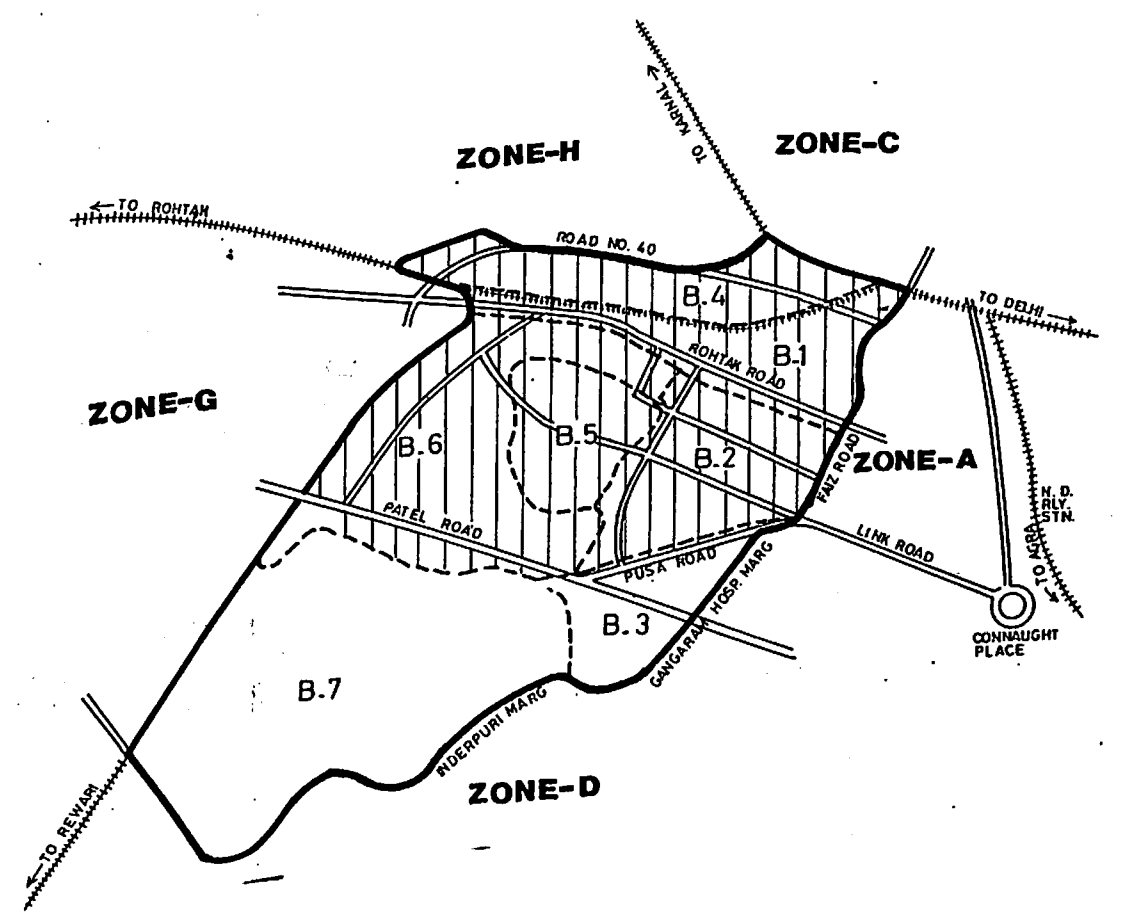 TO KARNAL
ZONE-H
ZONE-C
TO ROHTAK
ROAD NO. 40
B.4
TO DELHI
B.1
ROHTAK ROAD
ZONE-G
B.6
B.5
B.2
ZONE-A
FAIZ ROAD
PATEL ROAD
N. D.
RLY.
STN.
LINK ROAD
TO AGRA
PUSA ROAD
GANGARAM HOSP. MARG
B.3
CONNAUGHT
PLACE
B.7
INDERPURI MARG
ZONE-D
TO REWARI